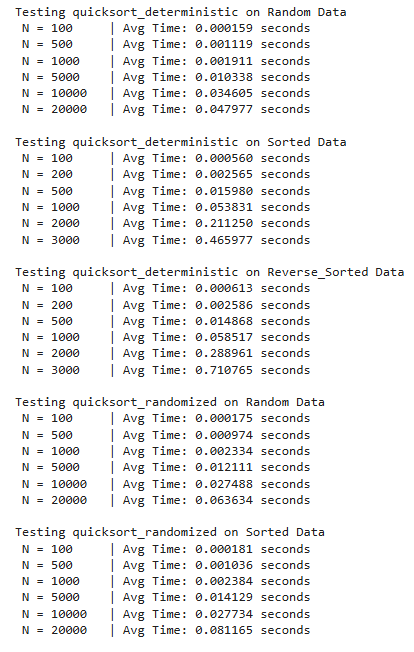 Testing quicksort_deterministic on Random Data
N = 100 | Avg Time: 0.000159 seconds
N = 500 | Avg Time: 0.001119 seconds
N = 1000 | Avg Time: 0.001911 seconds
N = 5000 | Avg Time: 0.010338 seconds
N = 10000 | Avg Time: 0.034605 seconds
N = 20000 | Avg Time: 0.047977 seconds

Testing quicksort_deterministic on Sorted Data
N = 100 | Avg Time: 0.000560 seconds
N = 200 | Avg Time: 0.002565 seconds
N = 500 | Avg Time: 0.015980 seconds
N = 1000 | Avg Time: 0.053831 seconds
N = 2000 | Avg Time: 0.211250 seconds
N = 3000 | Avg Time: 0.465977 seconds

Testing quicksort_deterministic on Reverse_Sorted Data
N = 100 | Avg Time: 0.000613 seconds
N = 200 | Avg Time: 0.002586 seconds
N = 500 | Avg Time: 0.014868 seconds
N = 1000 | Avg Time: 0.058517 seconds
N = 2000 | Avg Time: 0.288961 seconds
N = 3000 | Avg Time: 0.710765 seconds

Testing quicksort_randomized on Random Data
N = 100 | Avg Time: 0.000175 seconds
N = 500 | Avg Time: 0.000974 seconds
N = 1000 | Avg Time: 0.002334 seconds
N = 5000 | Avg Time: 0.012111 seconds
N = 10000 | Avg Time: 0.027488 seconds
N = 20000 | Avg Time: 0.063634 seconds

Testing quicksort_randomized on Sorted Data
N = 100 | Avg Time: 0.000181 seconds
N = 500 | Avg Time: 0.001036 seconds
N = 1000 | Avg Time: 0.002384 seconds
N = 5000 | Avg Time: 0.014129 seconds
N = 10000 | Avg Time: 0.027734 seconds
N = 20000 | Avg Time: 0.081165 seconds